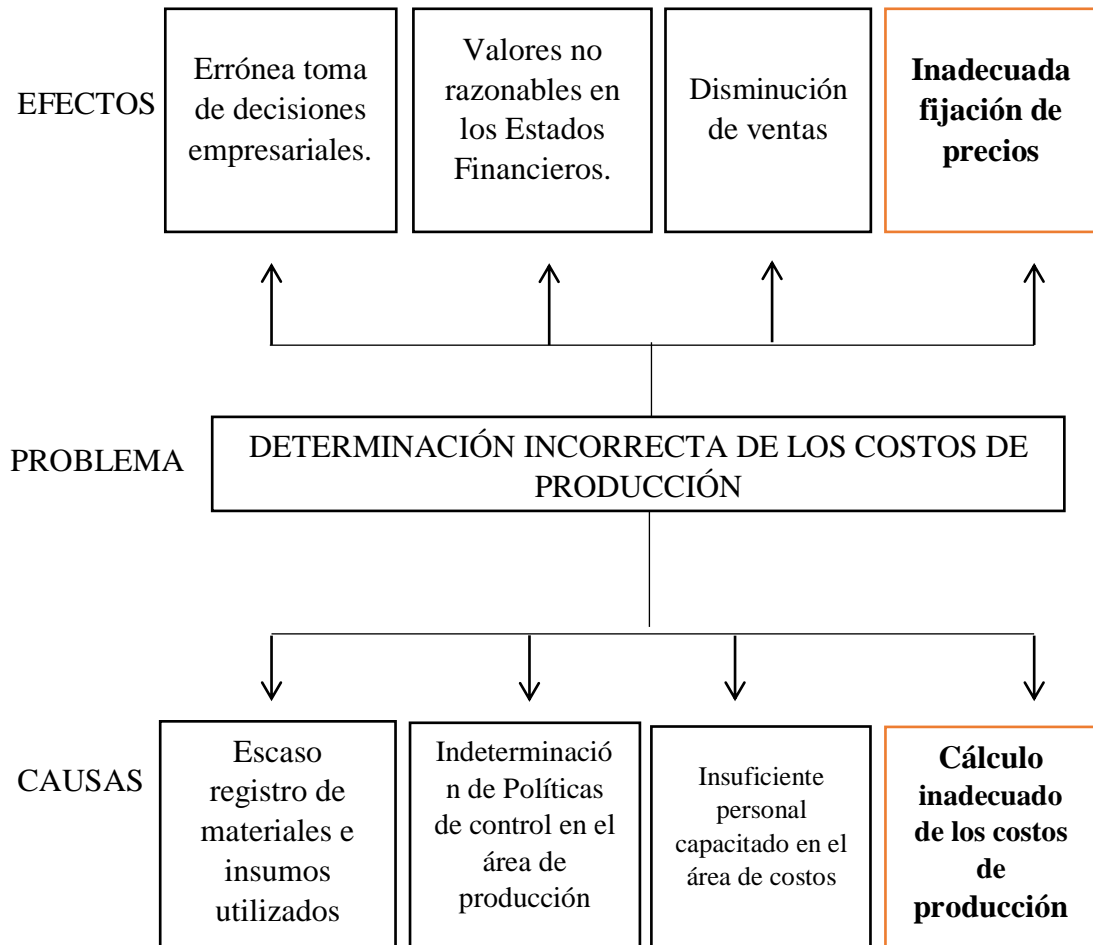 EFECTOS
Errónea toma
de decisiones
empresariales.
Valores no
razonables en
los Estados
Financieros.
Disminución
de ventas
Inadecuada
fijación de
precios
PROBLEMA
DETERMINACIÓN INCORRECTA DE LOS COSTOS DE
PRODUCCIÓN
CAUSAS
Escaso
registro de
materiales e
insumos
utilizados
Indeterminació
n de Políticas
de control en el
área de
producción
Insuficiente
personal
capacitado en el
área de costos
Cálculo
inadecuado
de los costos
de
producción